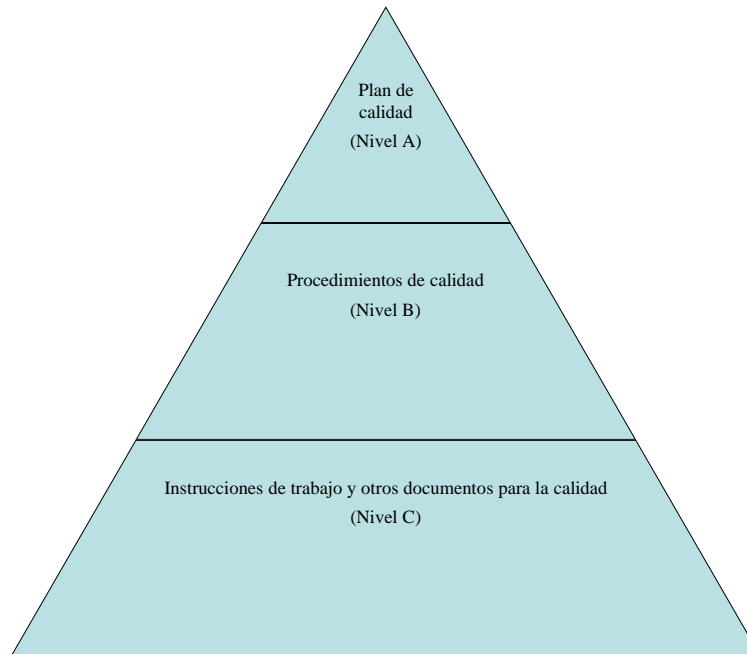 Plan de
calidad
(Nivel A)
Procedimientos de calidad
(Nivel B)
Instrucciones de trabajo y otros documentos para la calidad
(Nivel C)